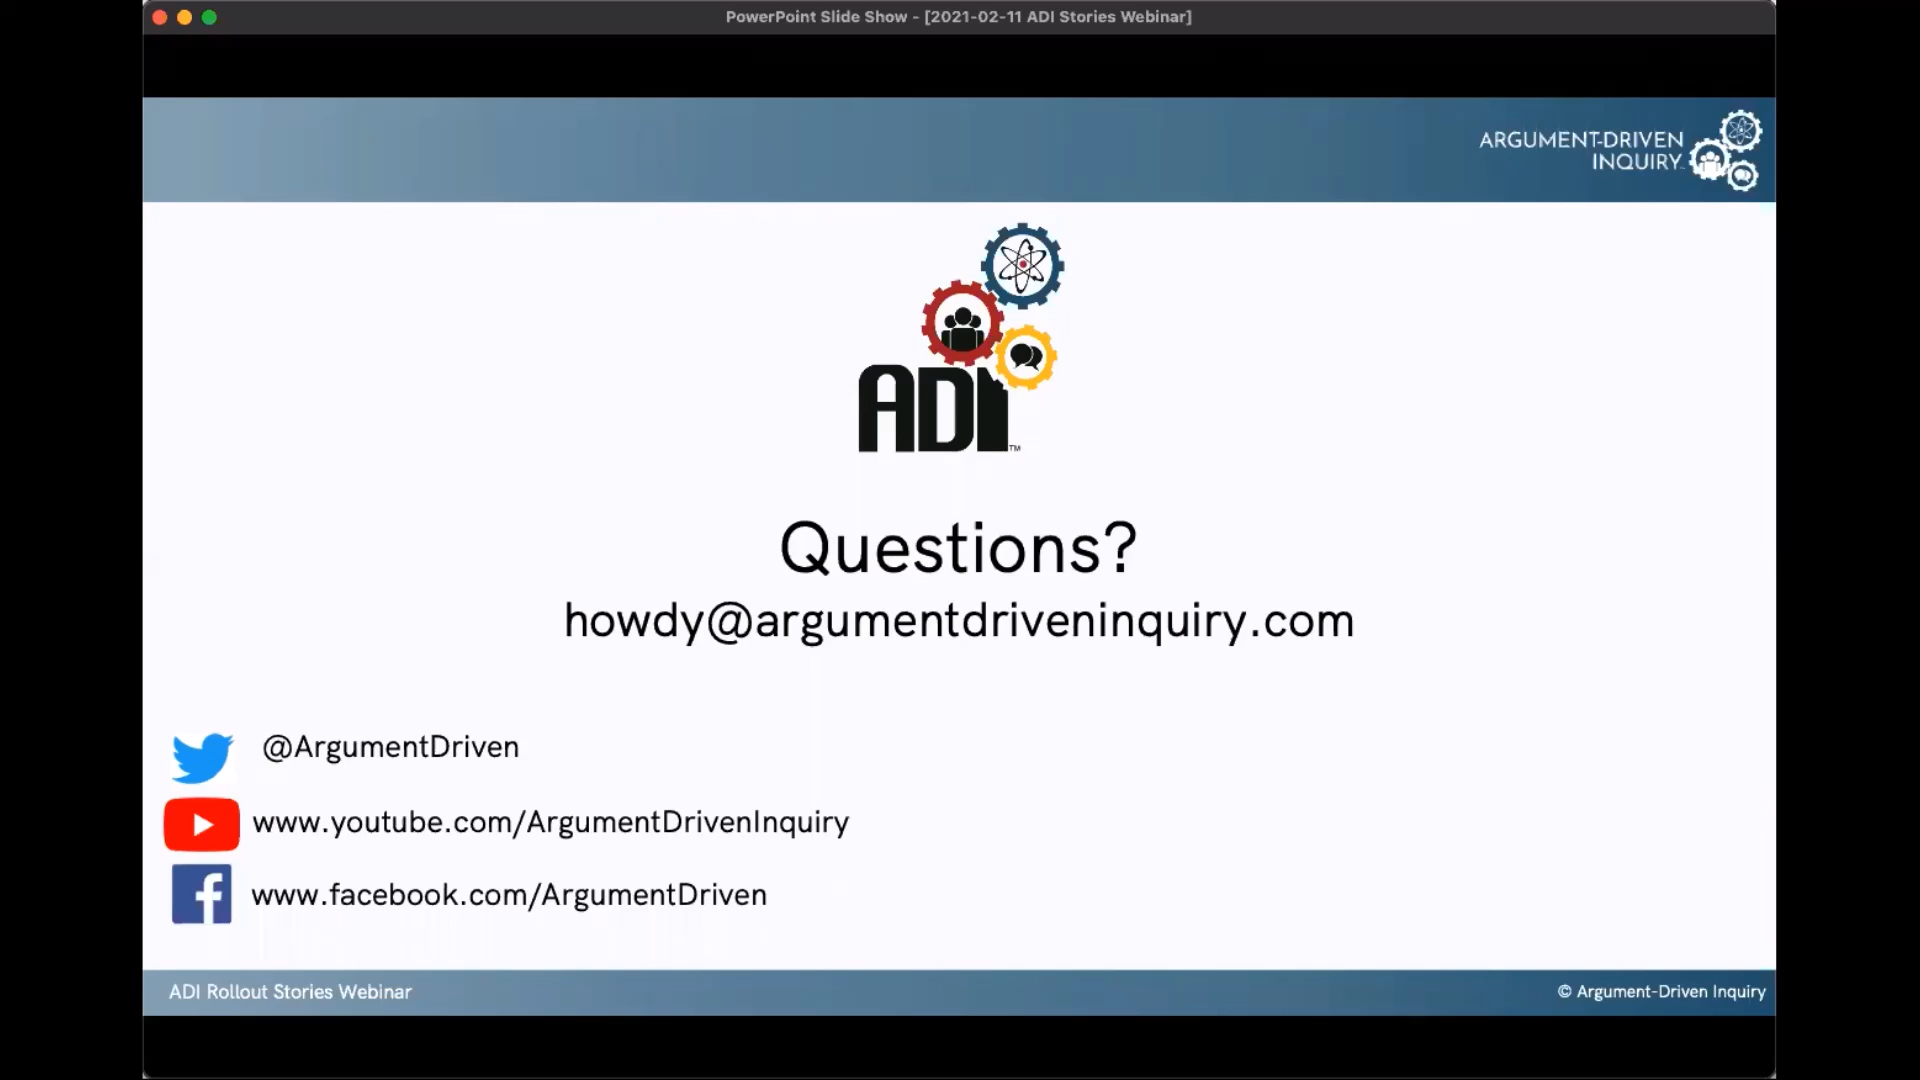 PowerPoint Slide Show - [2021-02-11 ADI Stories Webinar]
ARGUMENT-DRIVEN
INQUIRY
ADI™
Questions?
howdy@argumentdriveninquiry.com
@ArgumentDriven
www.youtube.com/ArgumentDrivenInquiry
www.facebook.com/ArgumentDriven
ADI Rollout Stories Webinar
© Argument-Driven Inquiry